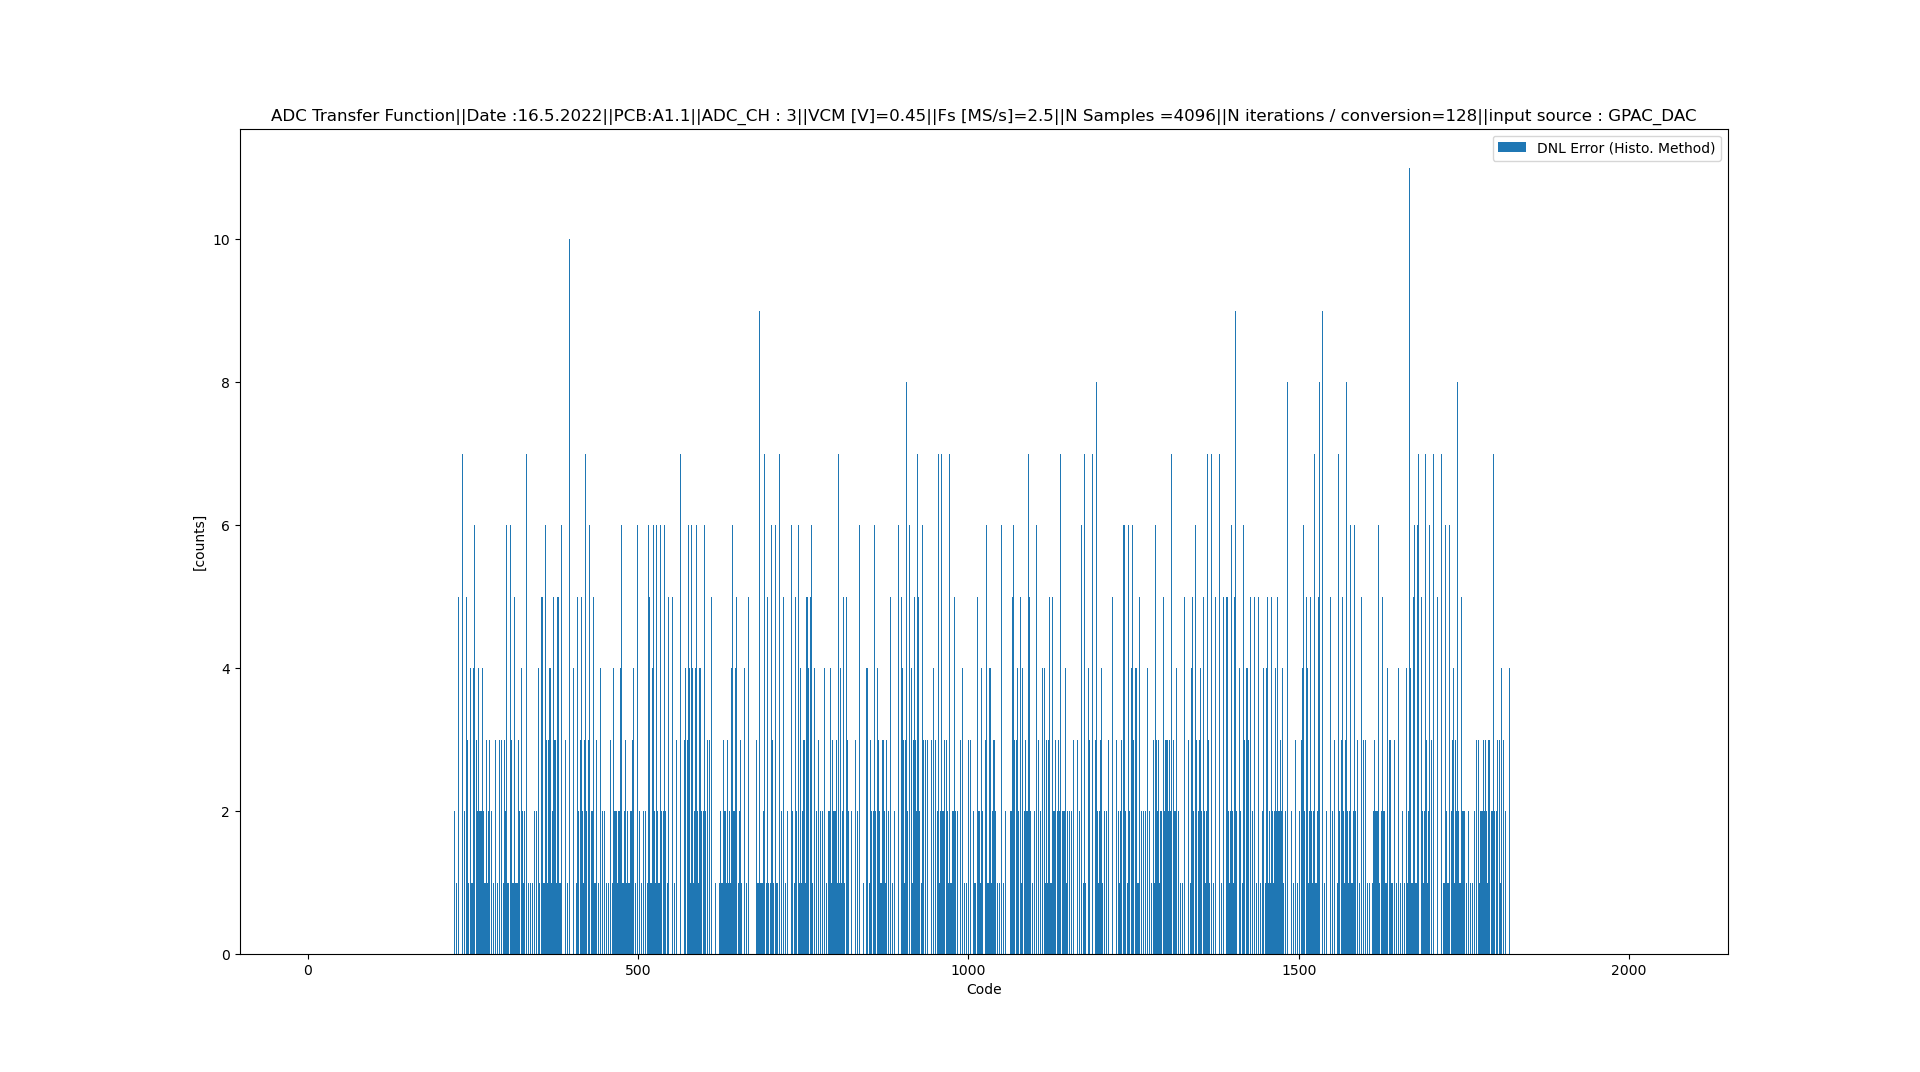 ADC Transfer Function||Date :16.5.2022||PCB:A1.1||ADC_CH : 3||VCM [V]=0.45||Fs [MS/s]=2.5||N Samples =4096||N iterations / conversion=128||input source : GPAC_DAC
DNL Error (Histo. Method)
10
8
6
4
2
0
[counts]
0 500 1000 1500 2000
Code